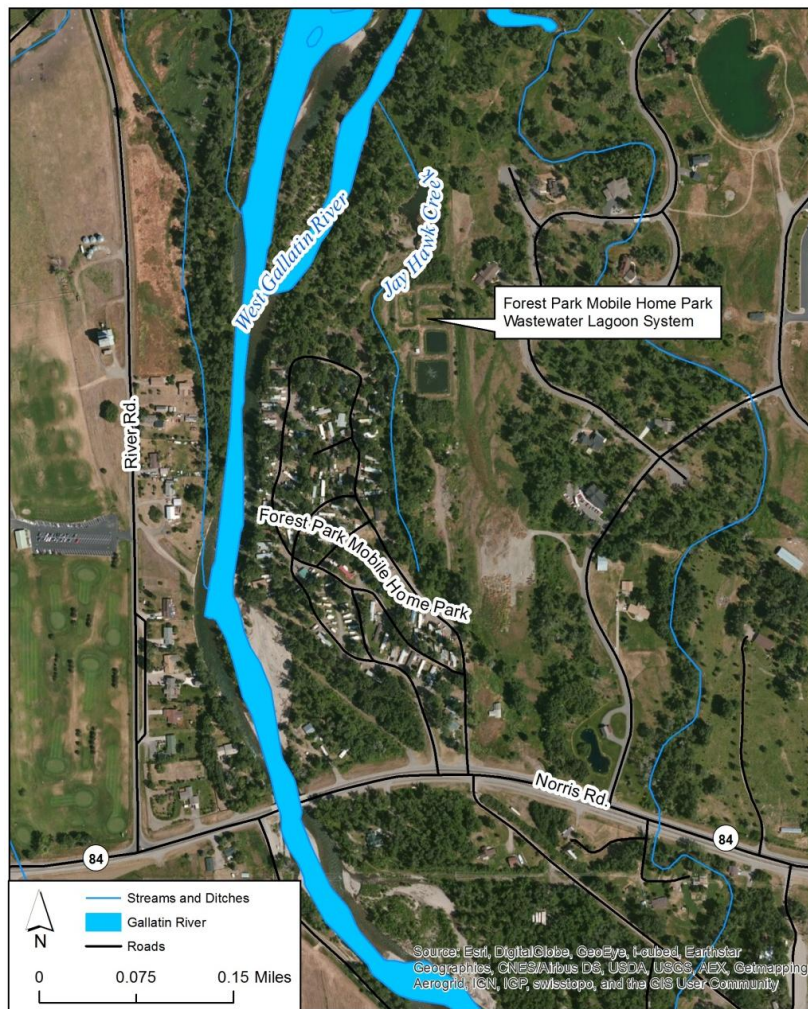 Jay Hawk Creek
West Gallatin River
Forest Park Mobile Home Park
Wastewater Lagoon System
River Rd.
Forest Park Mobile Home Park
Norris Rd.
84
84
Streams and Ditches
Gallatin River
Roads
N
0 0.075 0.15 Miles
Source: Esri, DigitalGlobe, GeoEye, i-cubed, Earthstar
Geographics, CNES/Airbus DS, USDA, USGS, AEX, Getmapping
Aerogrid, IGN, IGP, swisstopo, and the GIS User Community